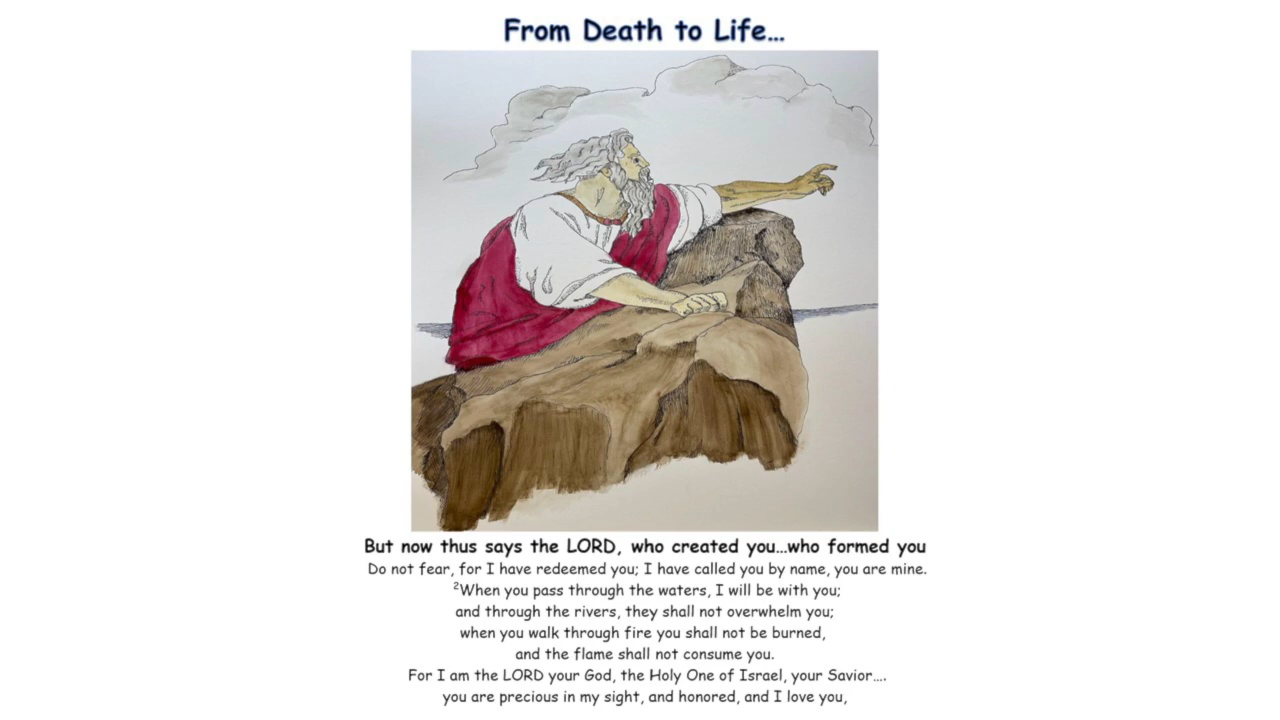 From Death to Life...
But now thus says the LORD, who created you...who formed you
Do not fear, for I have redeemed you; I have called you by name, you are mine.
²When you pass through the waters, I will be with you;
and through the rivers, they shall not overwhelm you;
when you walk through fire you shall not be burned,
and the flame shall not consume you.
For I am the LORD your God, the Holy One of Israel, your Savior....
you are precious in my sight, and honored, and I love you,